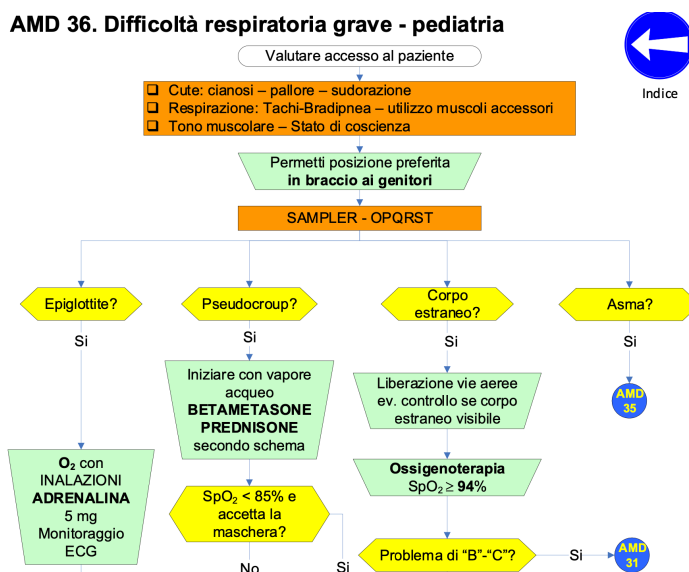 AMD 36. Difficoltà respiratoria grave - pediatria
Indice
Valutare accesso al paziente
❑ Cute: cianosi – pallore – sudorazione
❑ Respirazione: Tachi-Bradipnea – utilizzo muscoli accessori
❑ Tono muscolare – Stato di coscienza
Permetti posizione preferita
in braccio ai genitori
SAMPLER - OPQRST
Epiglottite?
Pseudocroup?
Corpo
estraneo?
Asma?
Si
Si
Si
Si
O₂ con
INALAZIONI
ADRENALINA
5 mg
Monitoraggio
ECG
Iniziare con vapore
acqueo
BETAMETASONE
PREDNISONE
secondo schema
SpO₂ < 85% e
accetta la
maschera?
No
Si
Liberazione vie aeree
ev. controllo se corpo
estraneo visibile
Ossigenoterapia
SpO₂ ≥ 94%
Problema di “B”-“C”?
Si
AMD
31
AMD
35